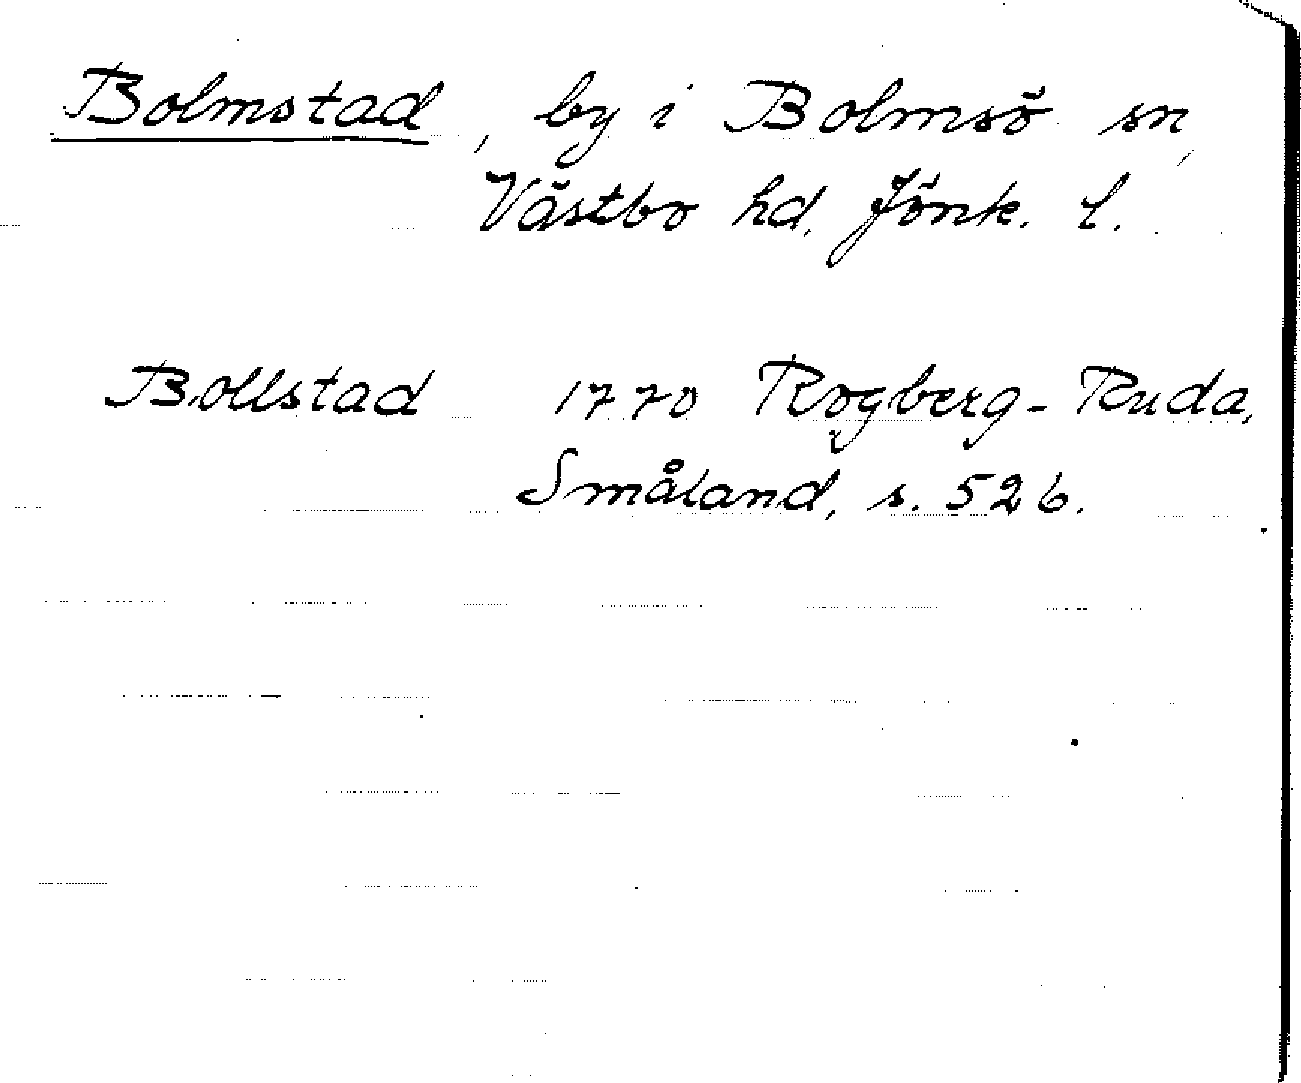 Bolmstad, by i Bolmsö sn,
Västbo hd, Jönk. l.
Bollstad 1770 Rogberg-Ruda,
Småland, s. 526.